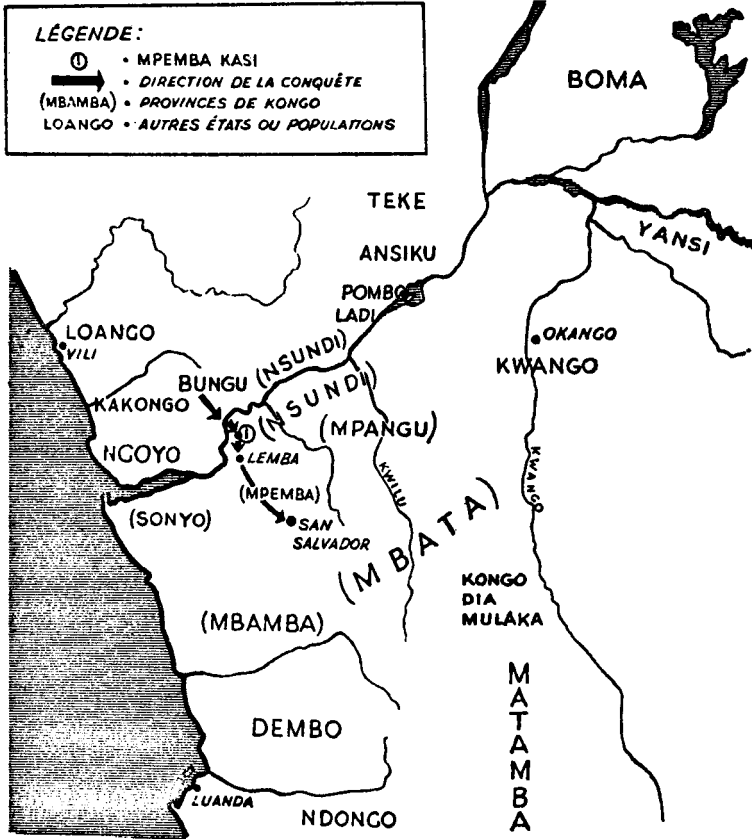 LÉGENDE:
① • MPEMBA KASI
• DIRECTION DE LA CONQUÊTE
(MBAMBA) • PROVINCES DE KONGO
LOANGO • AUTRES ÉTATS OU POPULATIONS
BOMA
TEKE
YANSI
ANSIKU
POMBO
LADI
LOANGO
VILI
OKANGO
KWANGO
BUNGU
(NSUNDI)
KAKONGO
(NSUNDI)
①
(MPANGU)
NGOYO
LEMBA
KWILU
KWANGO
(MPEMBA)
(SONYO)
SAN
SALVADOR
(MBATA)
KONGO
DIA
MULAKA
(MBAMBA)
MATAMBA
DEMBO
LUANDA
NDONGO